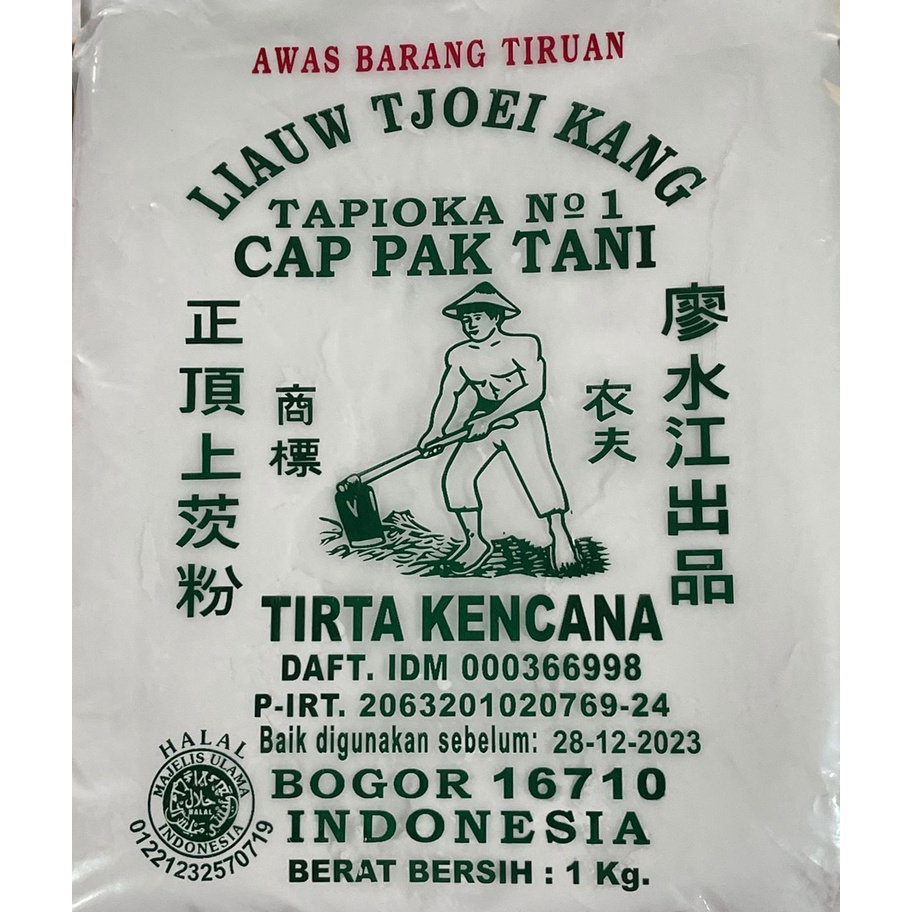 AWAS BARANG TIRUAN
LIAUW TJOEI KANG
TAPIOKA Nº 1
CAP PAK TANI
廖水江出品
农夫
商標
正頂上茨粉
V
TIRTA KENCANA
DAFT. IDM 000366998
P-IRT. 2063201020769-24
Baik digunakan sebelum: 28-12-2023
HALAL
MAJELIS ULAMA
حلال
HALAL
INDONESIA
01221232570719
BOGOR 16710
INDONESIA
BERAT BERSIH : 1 Kg.